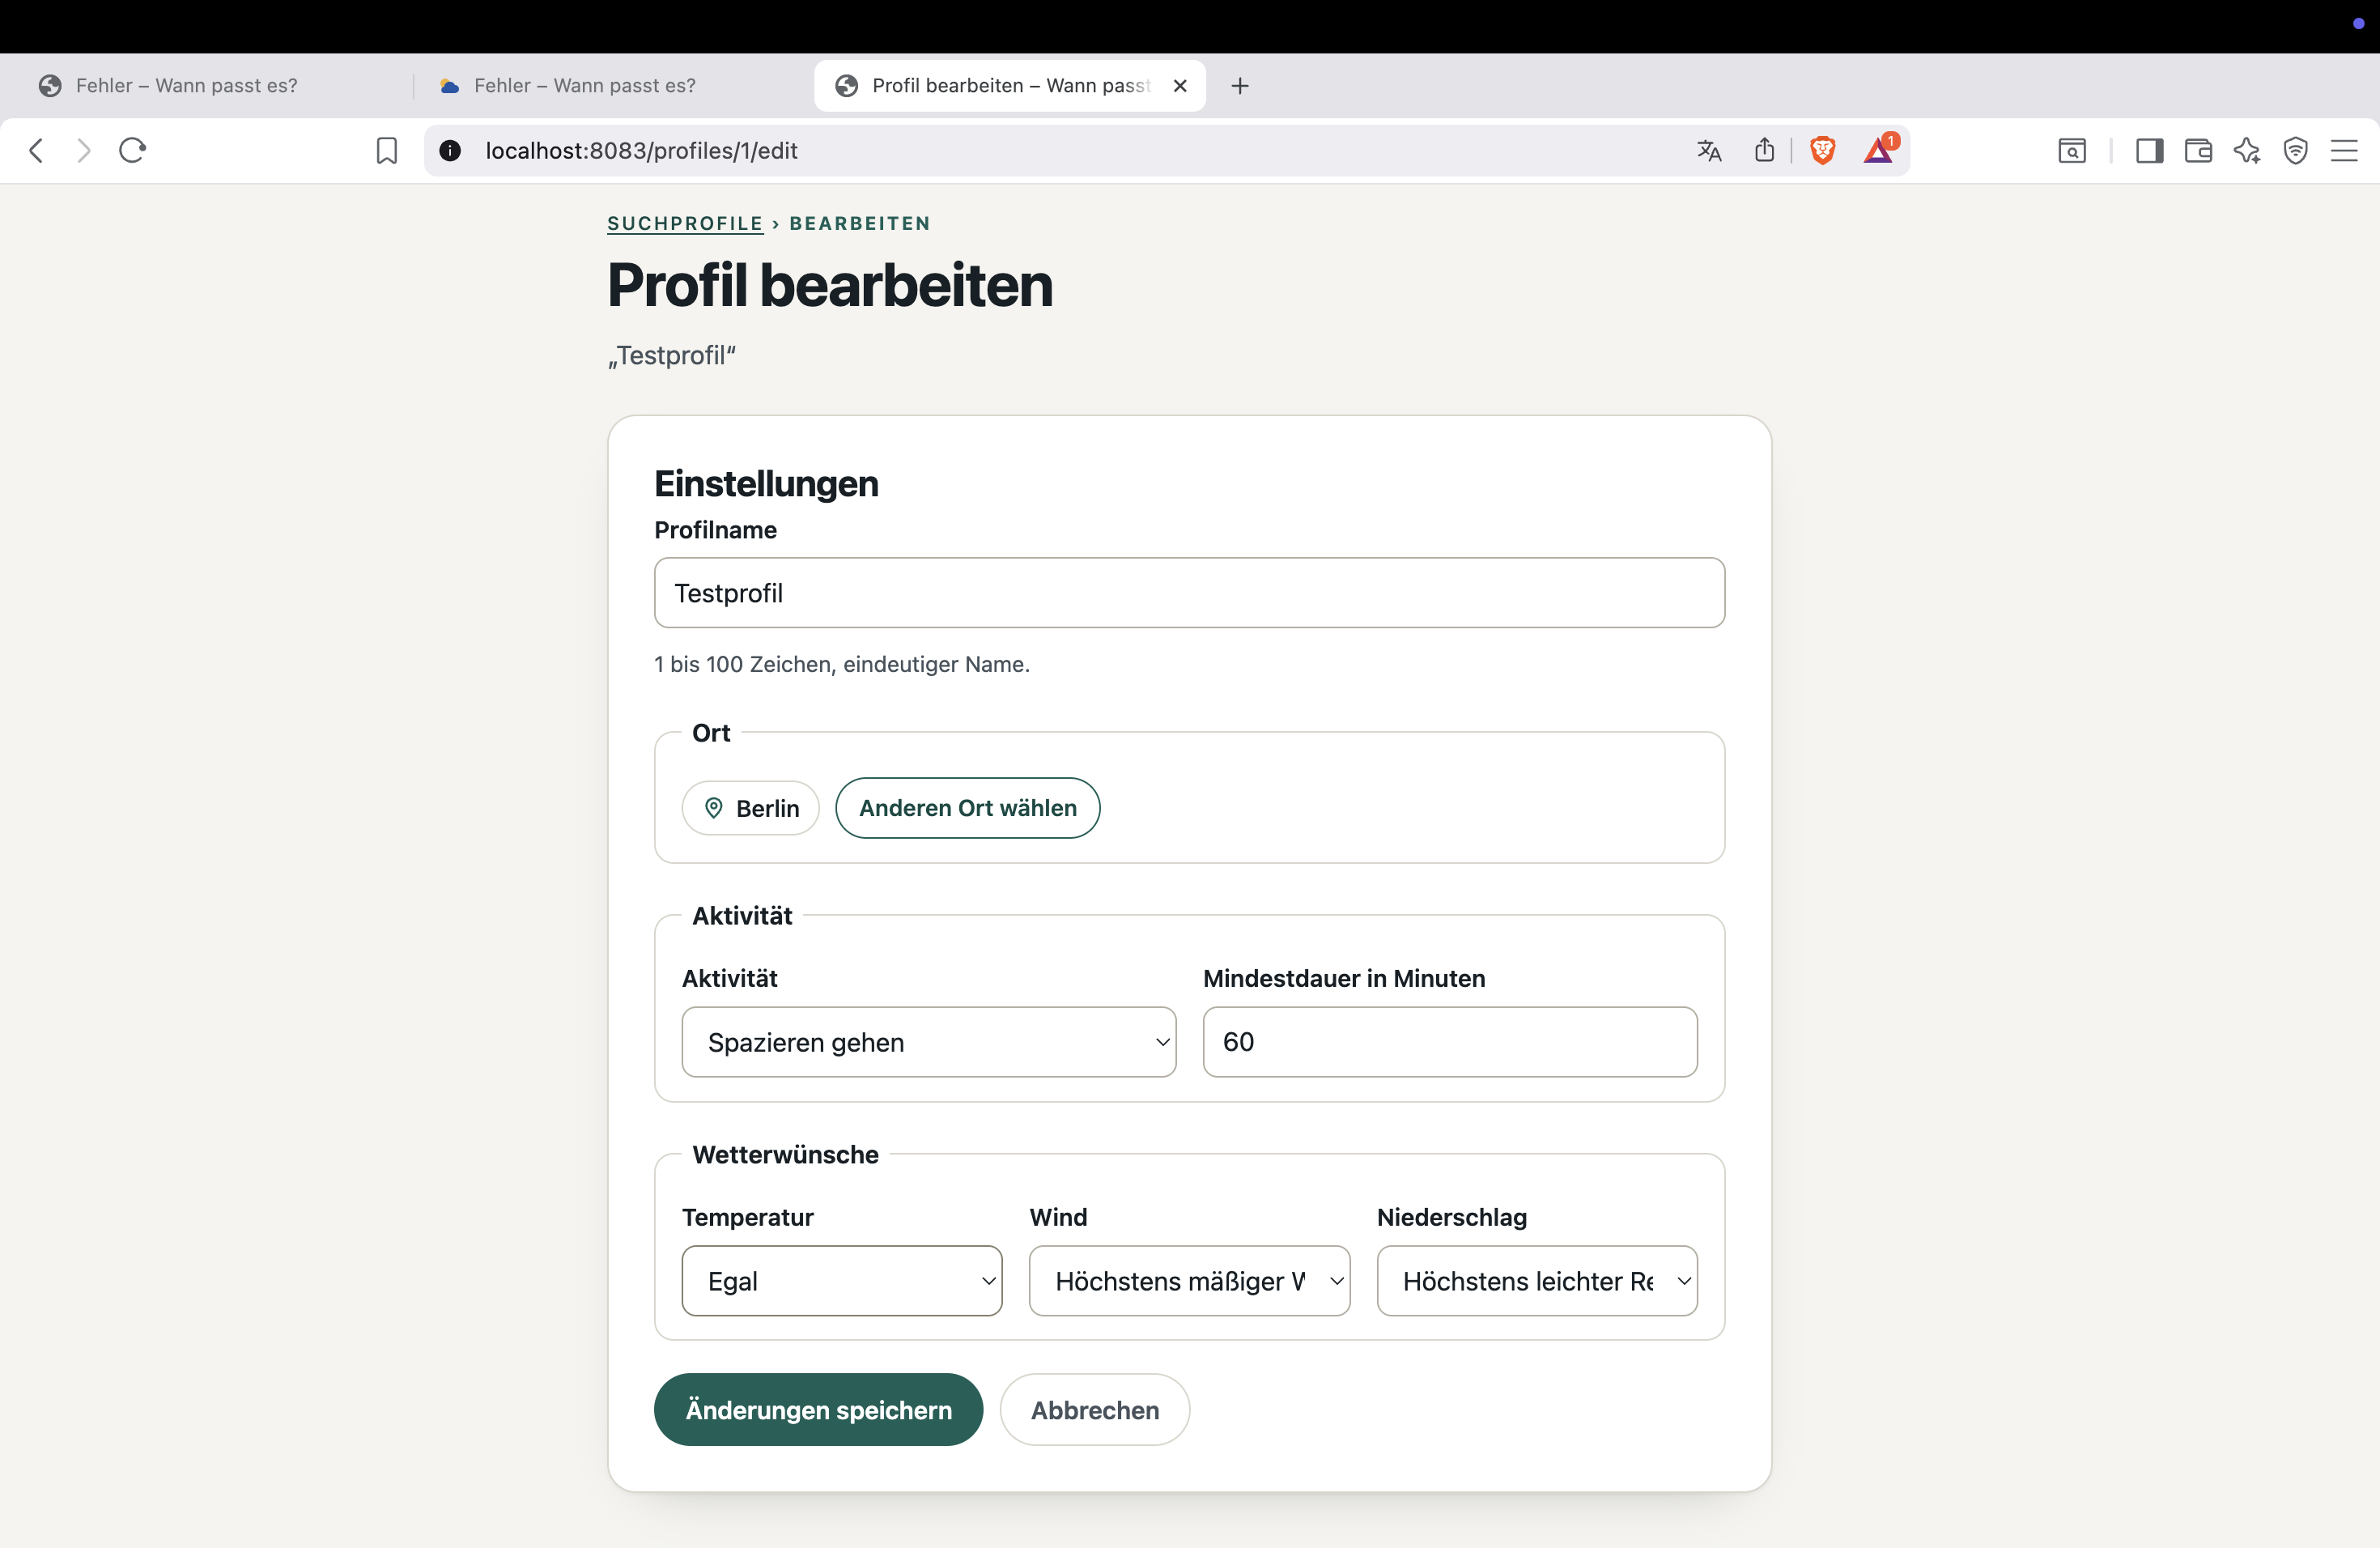 Fehler – Wann passt es?
Fehler – Wann passt es?
Profil bearbeiten – Wann passt
localhost:8083/profiles/1/edit
1
SUCHPROFILE › BEARBEITEN
Profil bearbeiten
„Testprofil“
Einstellungen
Profilname
Testprofil
1 bis 100 Zeichen, eindeutiger Name.
Ort
Berlin
Anderen Ort wählen
Aktivität
Aktivität
Mindestdauer in Minuten
Spazieren gehen
60
Wetterwünsche
Temperatur
Wind
Niederschlag
Egal
Höchstens mäßiger
Höchstens leichter
Änderungen speichern
Abbrechen